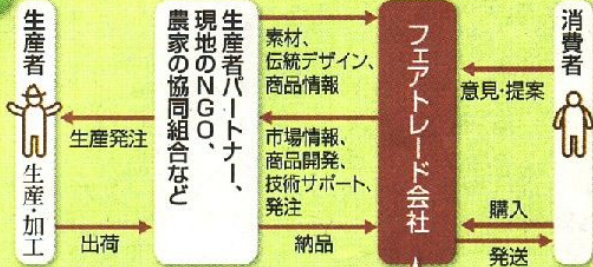 生産者
生産・加工
生産発注
出荷
生産者パートナー、
現地のNGO、
農家の協同組合など
素材、
伝統デザイン、
商品情報
市場情報、
商品開発、
技術サポート、
発注
納品
フェアトレード会社
意見・提案
購入
発送
消費者